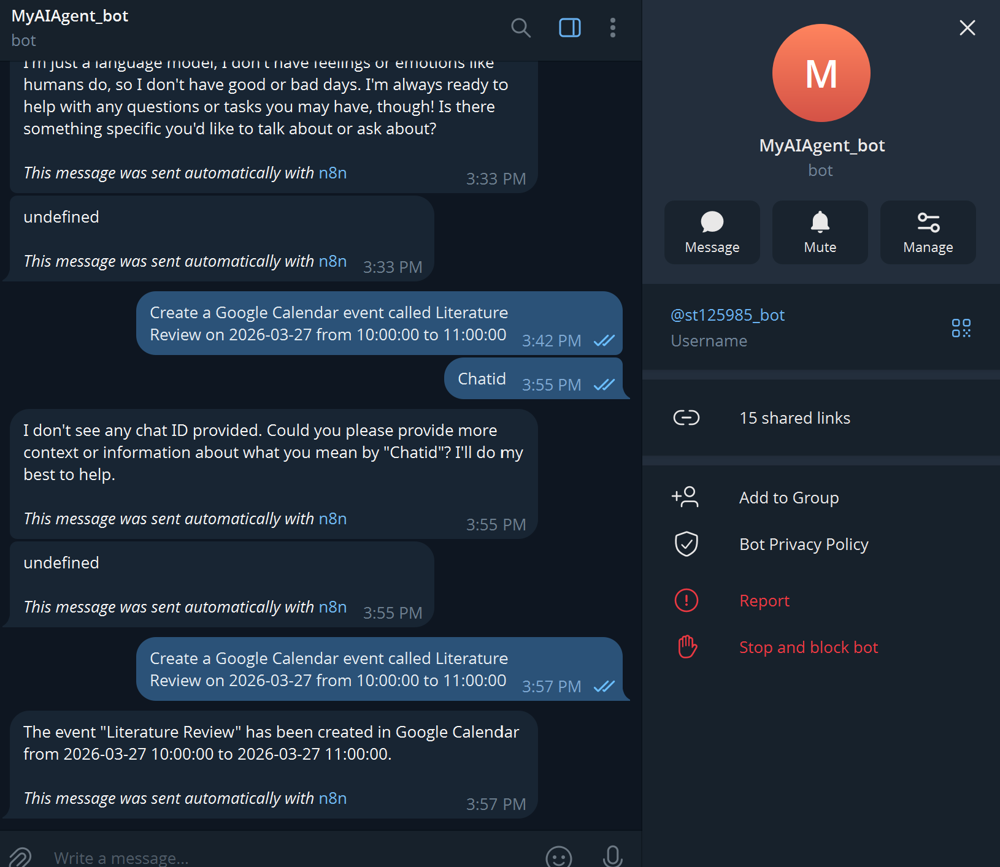 MyAIAgent_bot
bot
I'm just a language model, I don't have feelings or emotions like
humans do, so I don't have good or bad days. I'm always ready to
help with any questions or tasks you may have, though! Is there
something specific you'd like to talk about or ask about?
This message was sent automatically with n8n
3:33 PM
undefined
This message was sent automatically with n8n
3:33 PM
Create a Google Calendar event called Literature
Review on 2026-03-27 from 10:00:00 to 11:00:00
3:42 PM
Chatid
3:55 PM
I don't see any chat ID provided. Could you please provide more
context or information about what you mean by "Chatid"? I'll do my
best to help.
This message was sent automatically with n8n
3:55 PM
undefined
This message was sent automatically with n8n
3:55 PM
Create a Google Calendar event called Literature
Review on 2026-03-27 from 10:00:00 to 11:00:00
3:57 PM
The event "Literature Review" has been created in Google Calendar
from 2026-03-27 10:00:00 to 2026-03-27 11:00:00.
This message was sent automatically with n8n
3:57 PM
Write a message...
M
MyAIAgent_bot
bot
Message
Mute
Manage
@st125985_bot
Username
15 shared links
Add to Group
Bot Privacy Policy
Report
Stop and block bot